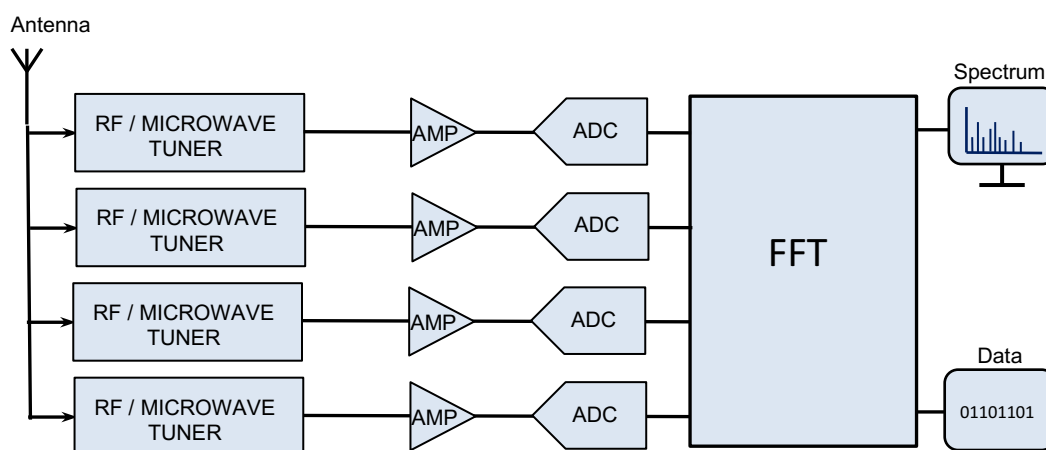 Antenna
Spectrum
RF / MICROWAVE
TUNER
AMP
ADC
RF / MICROWAVE
TUNER
AMP
ADC
FFT
RF / MICROWAVE
TUNER
AMP
ADC
Data
RF / MICROWAVE
TUNER
AMP
ADC
01101101